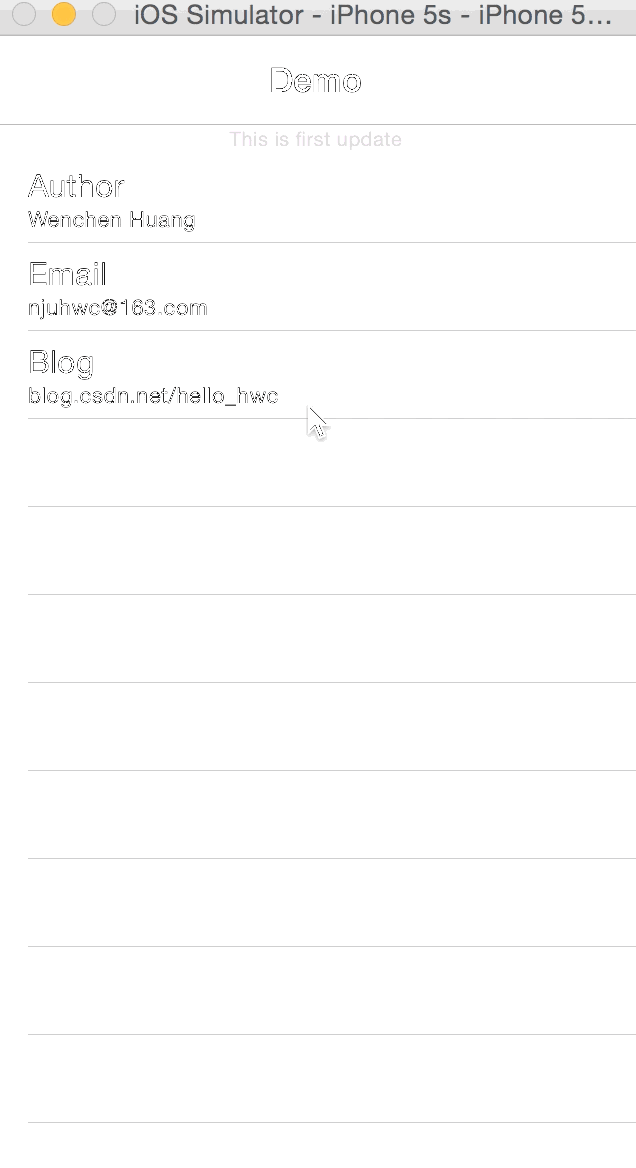 iOS Simulator - iPhone 5s - iPhone 5...
Demo
This is first update
Author
Wenchen Huang
Email
njuhwc@163.com
Blog
blog.csdn.net/hello_hwc